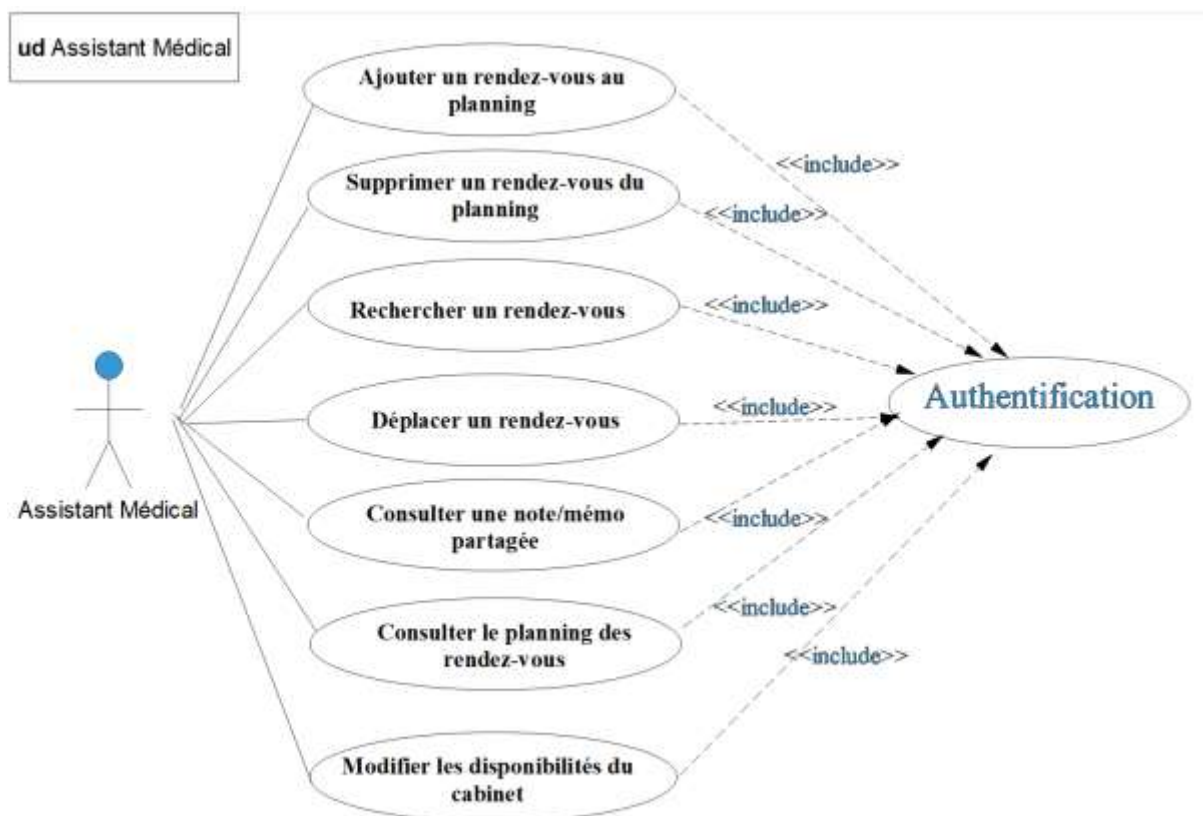 ud Assistant Médical
Ajouter un rendez-vous au
planning
<<include>>
Supprimer un rendez-vous du
planning
<<include>>
Rechercher un rendez-vous
<<include>>
Authentification
Déplacer un rendez-vous
<<include>>
Assistant Médical
Consulter une note/mémo
partagée
<<include>>
Consulter le planning des
rendez-vous
<<include>>
<<include>>
Modifier les disponibilités du
cabinet